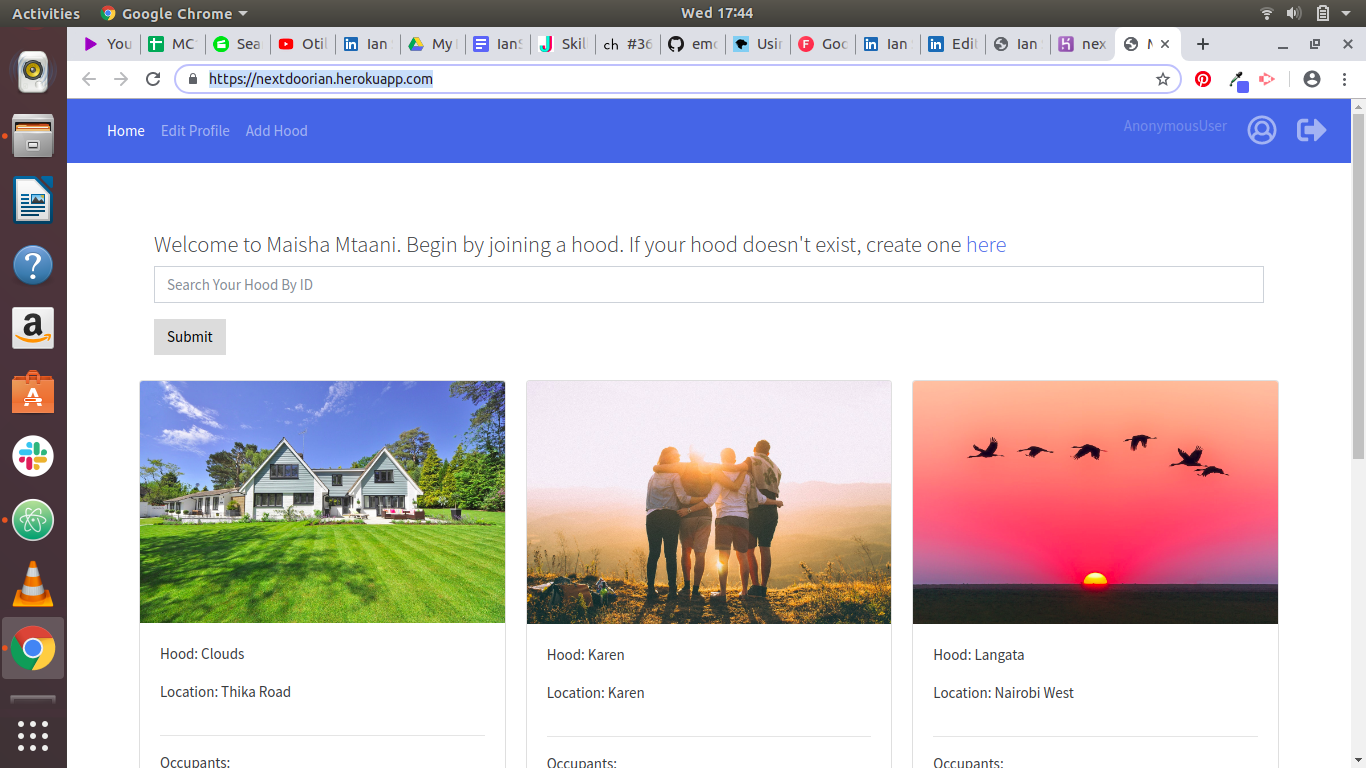 Activities Google Chrome Wed 17:44
You MC Sea Otil Ian My Ian Skil ch #36 emo Usin Goo Ian Edit Ian nex M
https://nextdoorian.herokuapp.com
Home Edit Profile Add Hood AnonymousUser
Welcome to Maisha Mtaani. Begin by joining a hood. If your hood doesn't exist, create one here
Search Your Hood By ID
Submit
Hood: Clouds Hood: Karen Hood: Langata
Location: Thika Road Location: Karen Location: Nairobi West
Occupants: Occupants: Occupants: